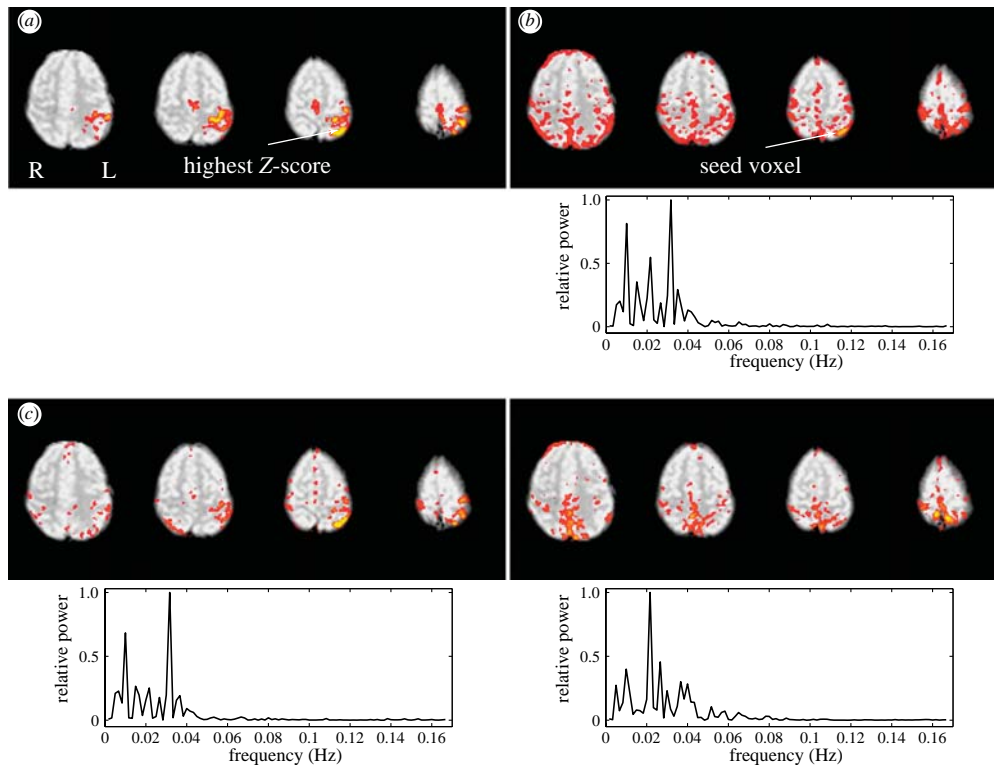 (a)
highest Z-score
R L
(b)
seed voxel
relative power
1.0
0.5
0
0 0.02 0.04 0.06 0.08 0.1 0.12 0.14 0.16
frequency (Hz)
(c)
relative power
1.0
0.5
0
0 0.02 0.04 0.06 0.08 0.1 0.12 0.14 0.16
frequency (Hz)
relative power
1.0
0.5
0
0 0.02 0.04 0.06 0.08 0.1 0.12 0.14 0.16
frequency (Hz)